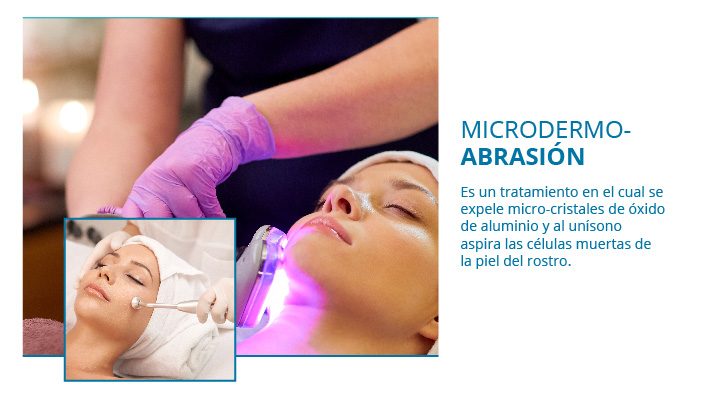 MICRODERMO-
ABRASIÓN
Es un tratamiento en el cual se
expele micro-cristales de óxido
de aluminio y al unísono
aspira las células muertas de
la piel del rostro.